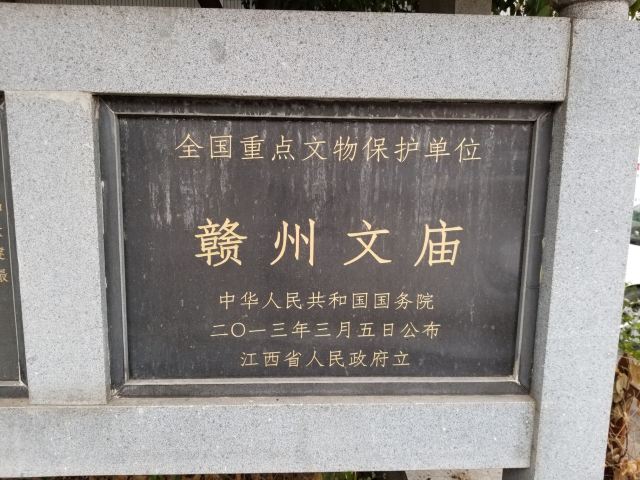 全国重点文物保护单位
赣州文庙
中华人民共和国国务院
二〇一三年三月五日公布
江西省人民政府立